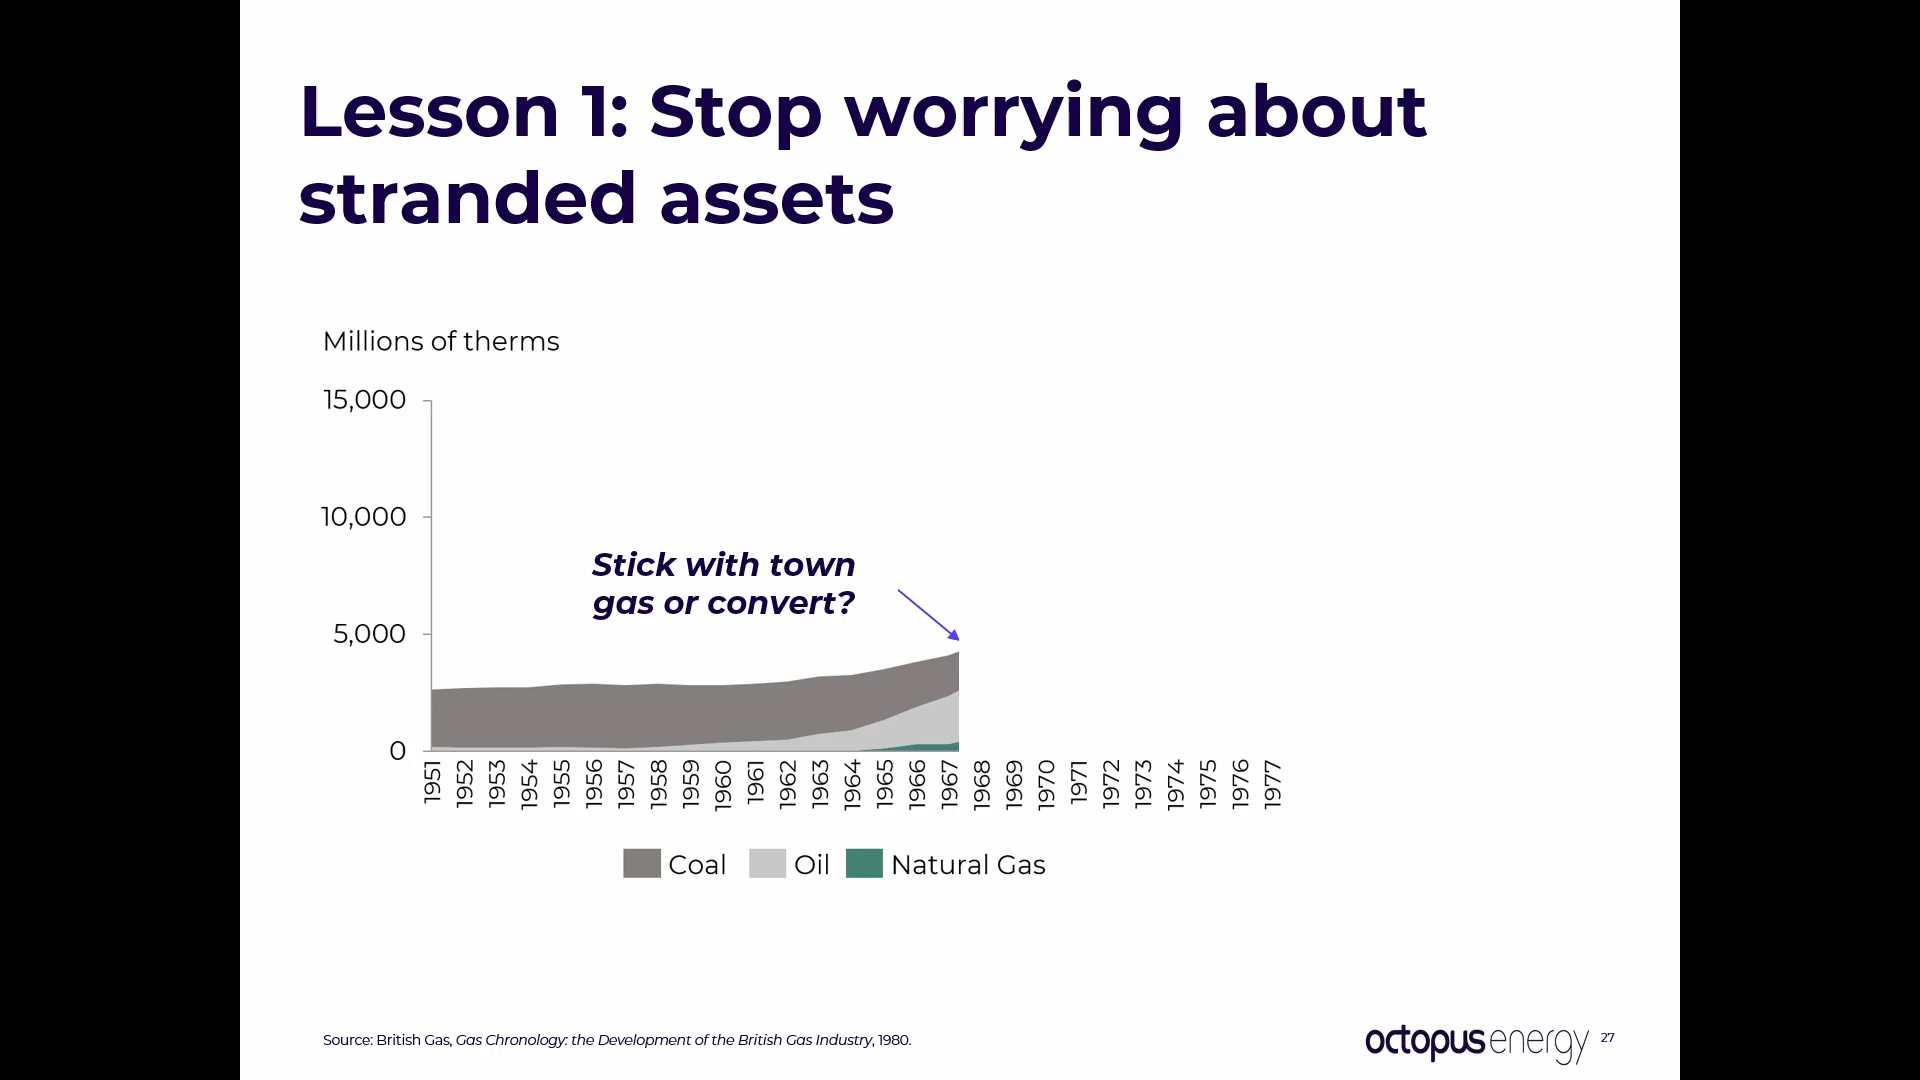 Lesson 1: Stop worrying about
stranded assets
Millions of therms
15,000
10,000
5,000
0
Stick with town
gas or convert?
1951 1952 1953 1954 1955 1956 1957 1958 1959 1960 1961 1962 1963 1964 1965 1966 1967 1968 1969 1970 1971 1972 1973 1974 1975 1976 1977
Coal Oil Natural Gas
Source: British Gas, Gas Chronology: the Development of the British Gas Industry, 1980.
octopusenergy 27